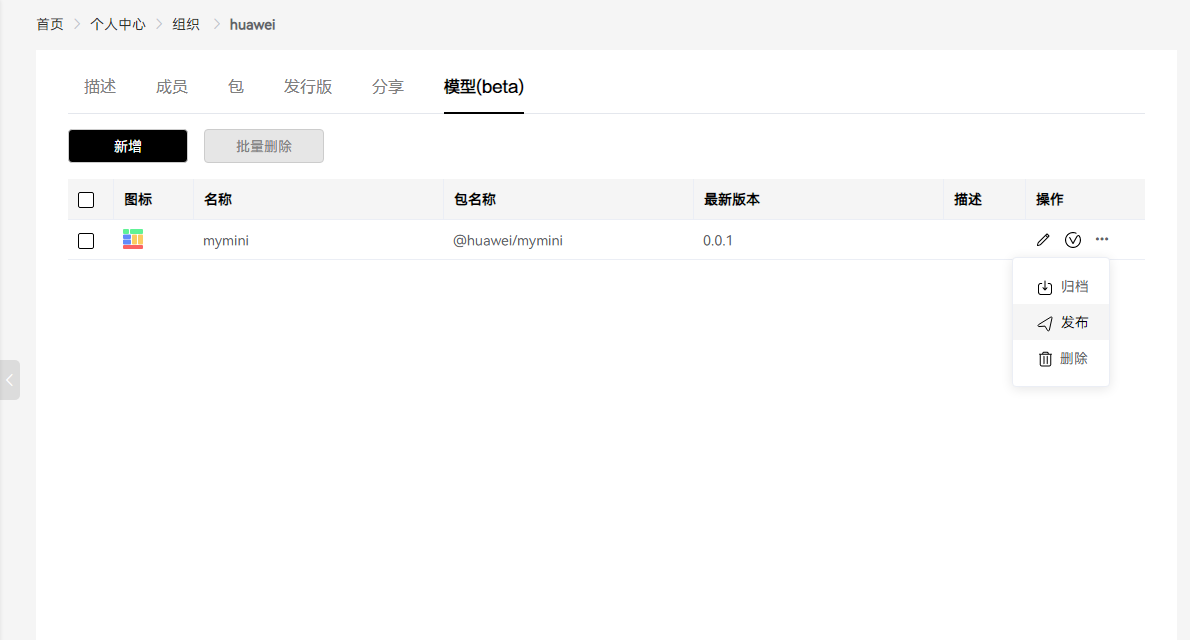 首页 个人中心 组织 huawei
描述 成员 包 发行版 分享 模型(beta)
新增 批量删除
图标 名称 包名称 最新版本 描述 操作
mymini @huawei/mymini 0.0.1
归档
发布
删除